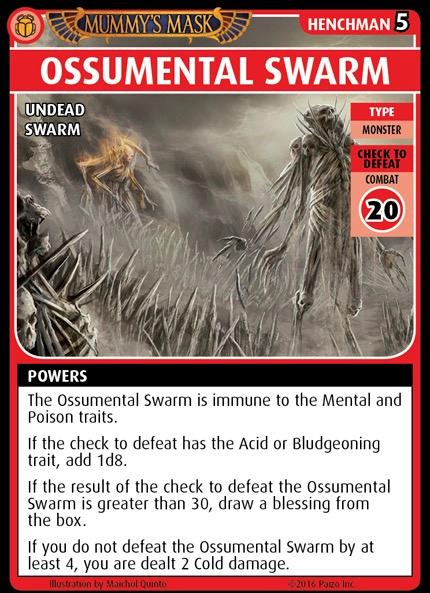 MUMMY'S MASK
HENCHMAN 5
OSSUMENTAL SWARM
UNDEAD
SWARM
TYPE
MONSTER
CHECK TO
DEFEAT
COMBAT
20
POWERS
The Ossumental Swarm is immune to the Mental and
Poison traits.
If the check to defeat has the Acid or Bludgeoning
trait, add 1d8.
If the result of the check to defeat the Ossumental
Swarm is greater than 30, draw a blessing from
the box.
If you do not defeat the Ossumental Swarm by at
least 4, you are dealt 2 Cold damage.
Illustration by Maichol Quinto
©2016 Paizo Inc.